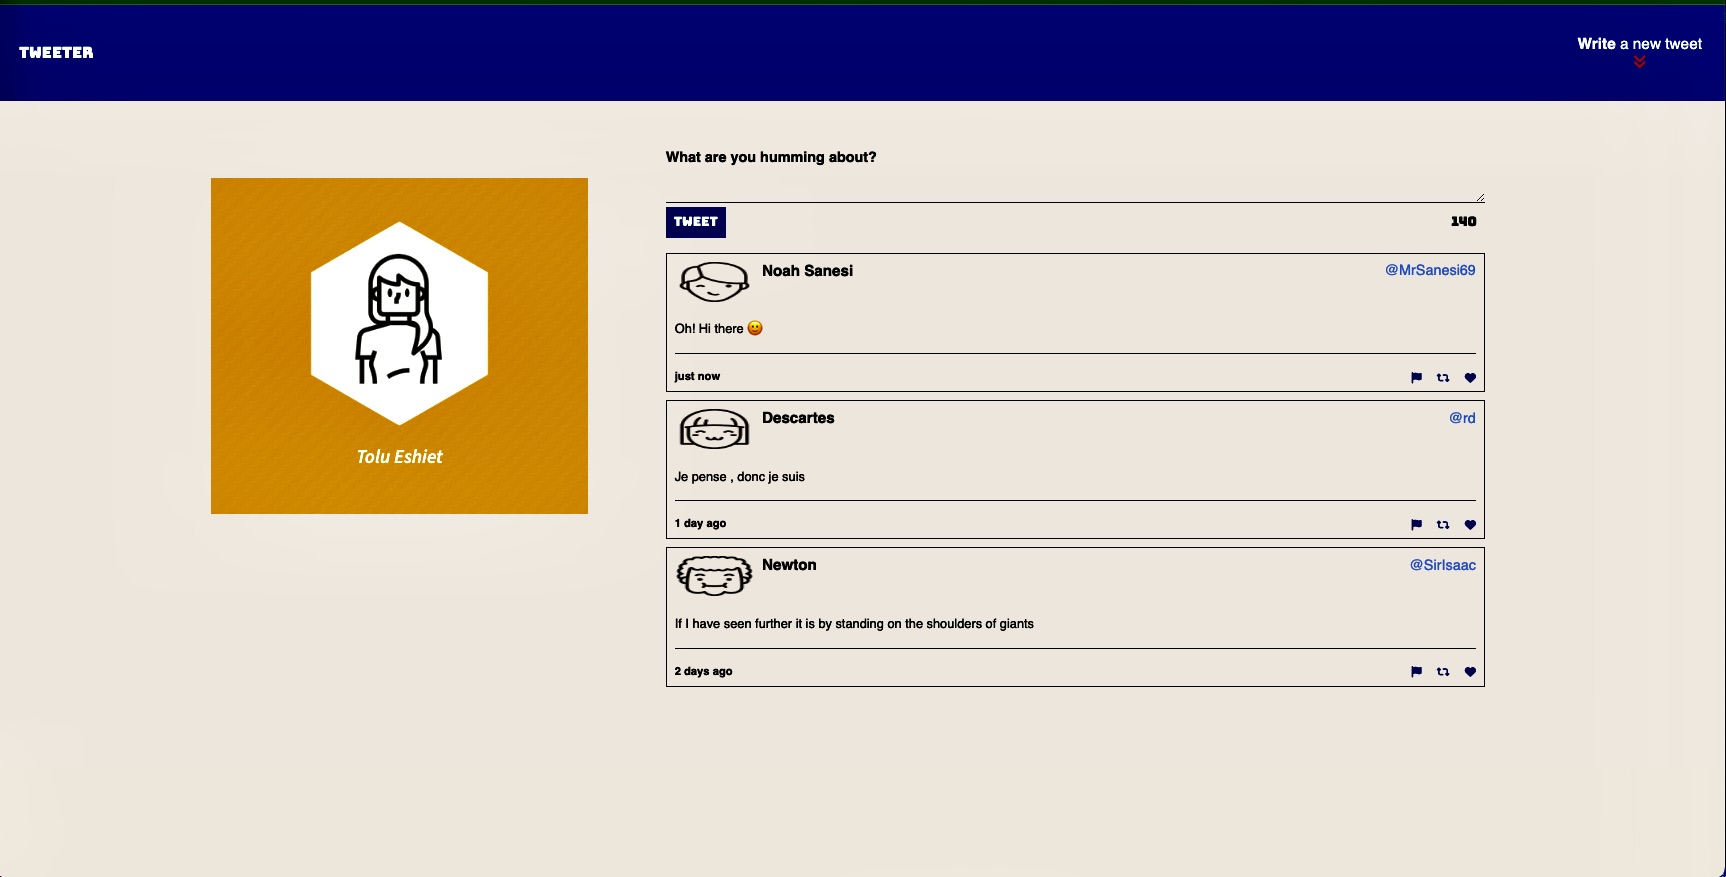 TWEETER
Write a new tweet
Tolu Eshiet
What are you humming about?
TWEET
140
Noah Sanesi
@MrSanesi69
Oh! Hi there 😀
just now
Descartes
@rd
Je pense , donc je suis
1 day ago
Newton
@SirIsaac
If I have seen further it is by standing on the shoulders of giants
2 days ago